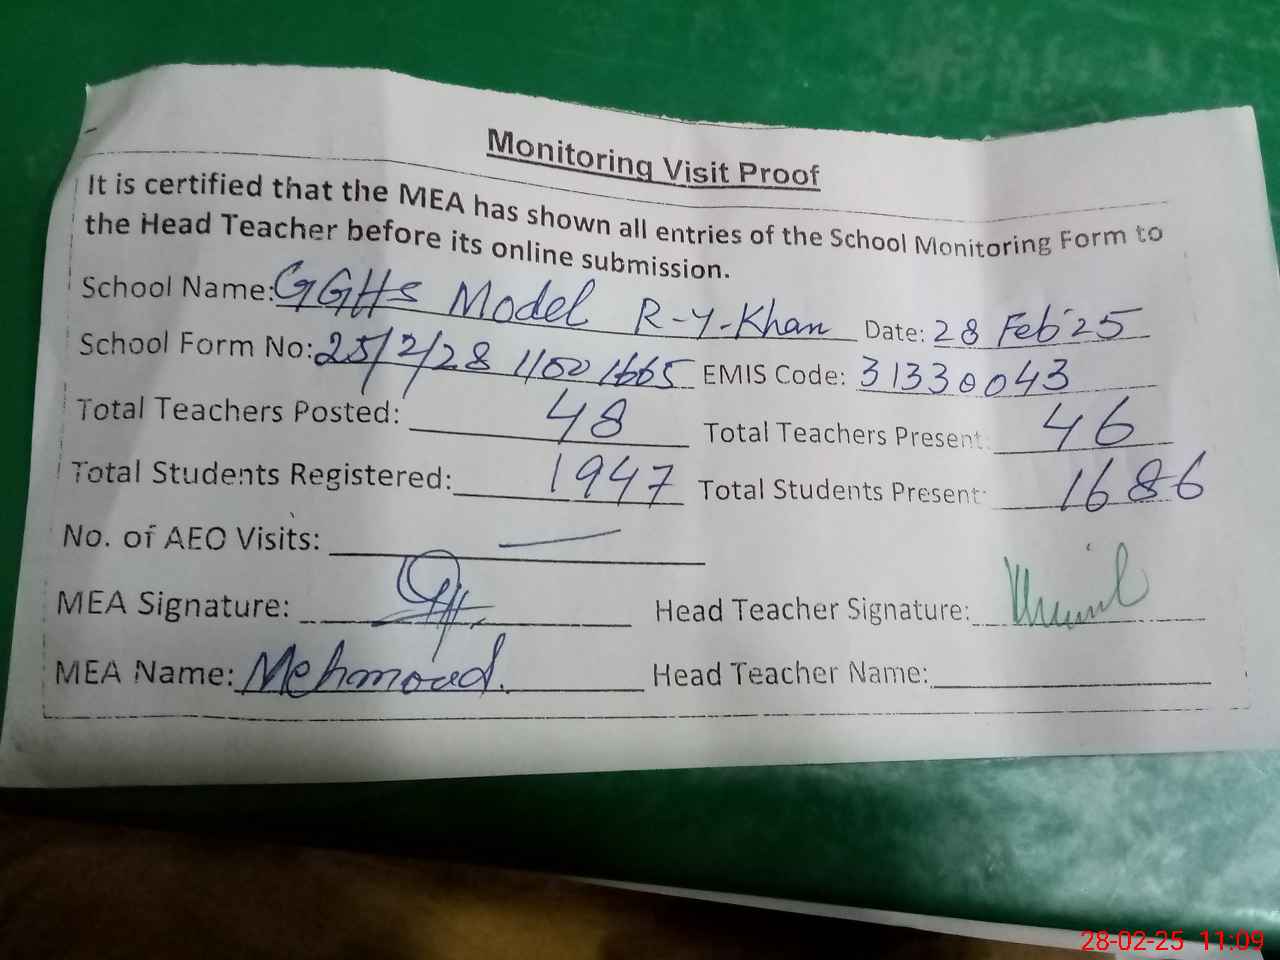 Monitoring Visit Proof
It is certified that the MEA has shown all entries of the School Monitoring Form to
the Head Teacher before its online submission.
School Name: GGHS Model R-Y-Khan Date: 28 Feb'25
School Form No: 25/2/28 11001665 EMIS Code: 31330043
Total Teachers Posted: 48 Total Teachers Present: 46
Total Students Registered: 1947 Total Students Present: 1686
No. of AEO Visits: —
MEA Signature: Head Teacher Signature:
MEA Name: Mehmood. Head Teacher Name:
28-02-25 11:09